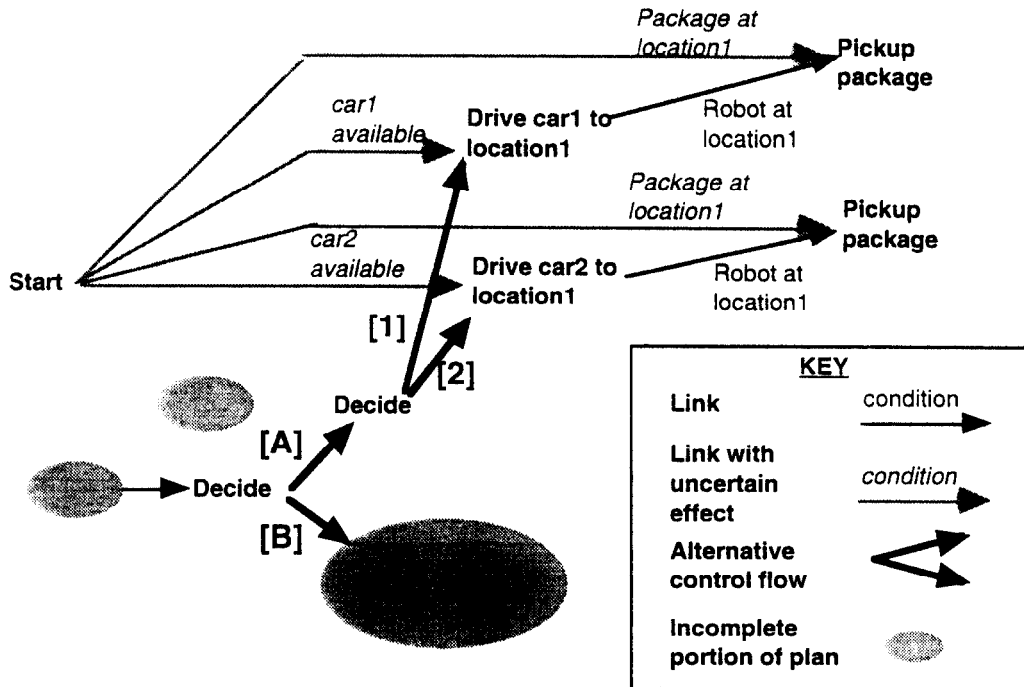 Package at
location1
Pickup
package
car1
available
Drive car1 to
location1
Robot at
location1
Package at
location1
Pickup
package
car2
available
Start
Drive car2 to
location1
Robot at
location1
[1]
[2]
Decide
[A]
Decide
[B]
KEY
Link
condition
Link with
uncertain
effect
condition
Alternative
control flow
Incomplete
portion of plan